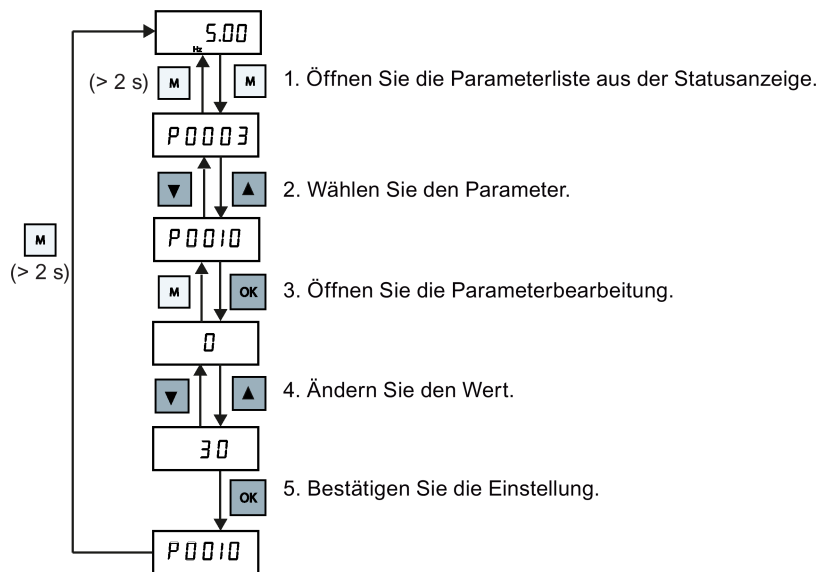 5.00
Hz
(> 2 s) M M 1. Öffnen Sie die Parameterliste aus der Statusanzeige.
P0003
2. Wählen Sie den Parameter.
P0010
M
(> 2 s)
M OK 3. Öffnen Sie die Parameterbearbeitung.
0
4. Ändern Sie den Wert.
30
OK 5. Bestätigen Sie die Einstellung.
P0010